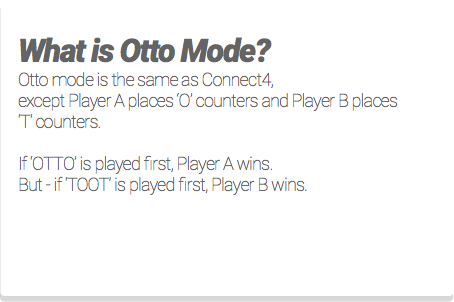 What is Otto Mode?
Otto mode is the same as Connect4,
except Player A places 'O' counters and Player B places
'T' counters.
If 'OTTO' is played first, Player A wins.
But - if 'TOOT' is played first, Player B wins.